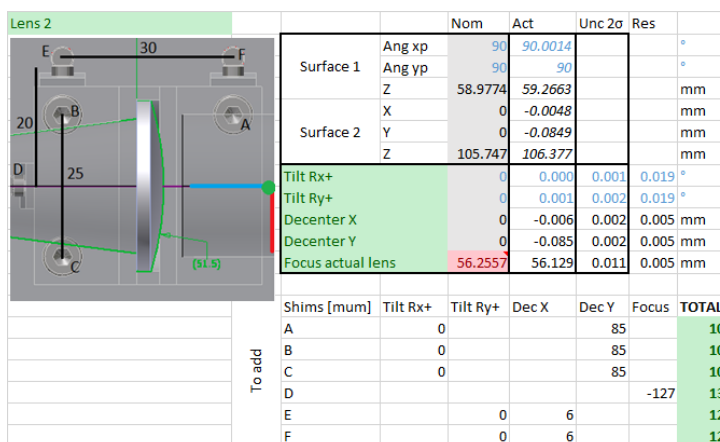 Lens 2
Nom Act Unc 2σ Res
E 30 F
B A
20
D 25
C
(51.5)
Surface 1
Ang xp 90 90.0014 °
Ang yp 90 90 °
Z 58.9774 59.2663 mm
Surface 2
X 0 -0.0048 mm
Y 0 -0.0849 mm
Z 105.747 106.377 mm
Tilt Rx+ 0 0.000 0.001 0.019 °
Tilt Ry+ 0 0.001 0.002 0.019 °
Decenter X 0 -0.006 0.002 0.005 mm
Decenter Y 0 -0.085 0.002 0.005 mm
Focus actual lens 56.2557 56.129 0.011 0.005 mm
Shims [mum] Tilt Rx+ Tilt Ry+ Dec X Dec Y Focus TOTAL
To add
A 0 85 10
B 0 85 10
C 0 85 10
D -127 13
E 0 6 12
F 0 6 12